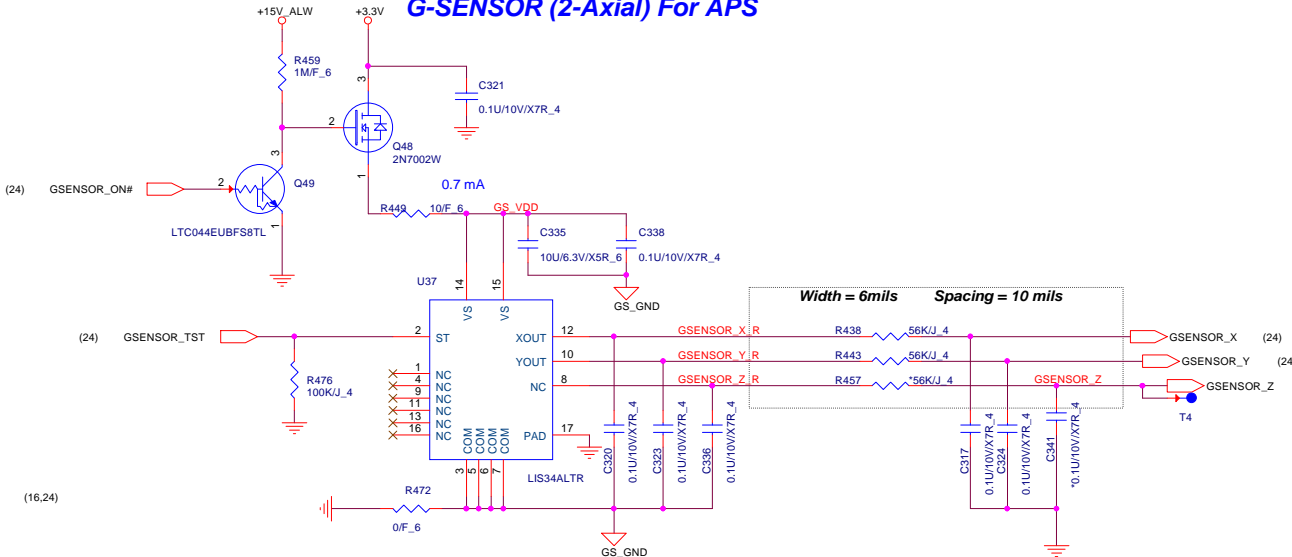 G-SENSOR (2-Axial) For APS
+15V_ALW
+3.3V
R459
1M/F_6
3
C321
0.1U/10V/X7R_4
2
Q48
2N7002W
1
3
(24)
GSENSOR_ON#
2
Q49
1
LTC044EUBFS8TL
0.7 mA
R449
10/F_6
GS_VDD
C335
10U/6.3V/X5R_6
C338
0.1U/10V/X7R_4
GS_GND
U37
14
15
VS
VS
Width = 6mils
Spacing = 10 mils
(24)
GSENSOR_TST
2
ST
XOUT
12
GSENSOR_X_R
R438
56K/J_4
GSENSOR_X
(24)
YOUT
10
GSENSOR_Y_R
R443
56K/J_4
GSENSOR_Y
(24
NC
8
GSENSOR_Z_R
R457
*56K/J_4
GSENSOR_Z
GSENSOR_Z
T4
R476
100K/J_4
1
NC
4
NC
9
NC
11
NC
13
NC
16
NC
PAD
17
COM
COM
COM
COM
3
5
6
7
LIS34ALTR
C320
0.1U/10V/X7R_4
C323
0.1U/10V/X7R_4
C336
0.1U/10V/X7R_4
C317
0.1U/10V/X7R_4
C324
0.1U/10V/X7R_4
C341
*0.1U/10V/X7R_4
(16,24)
R472
0/F_6
GS_GND